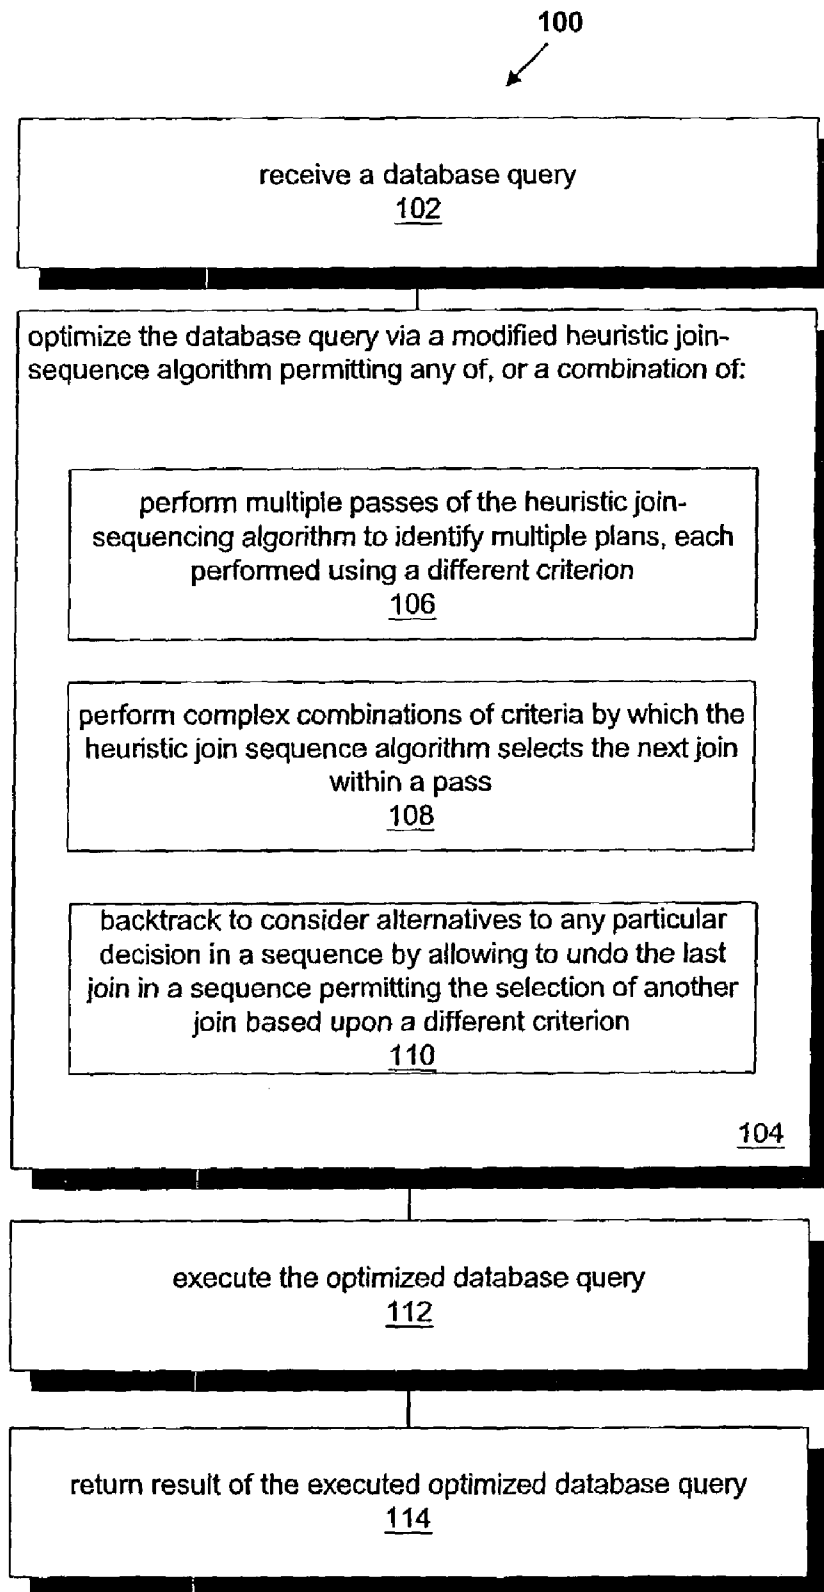 100
receive a database query
102
optimize the database query via a modified heuristic join-
sequence algorithm permitting any of, or a combination of:
perform multiple passes of the heuristic join-
sequencing algorithm to identify multiple plans, each
performed using a different criterion
106
perform complex combinations of criteria by which the
heuristic join sequence algorithm selects the next join
within a pass
108
backtrack to consider alternatives to any particular
decision in a sequence by allowing to undo the last
join in a sequence permitting the selection of another
join based upon a different criterion
110
104
execute the optimized database query
112
return result of the executed optimized database query
114